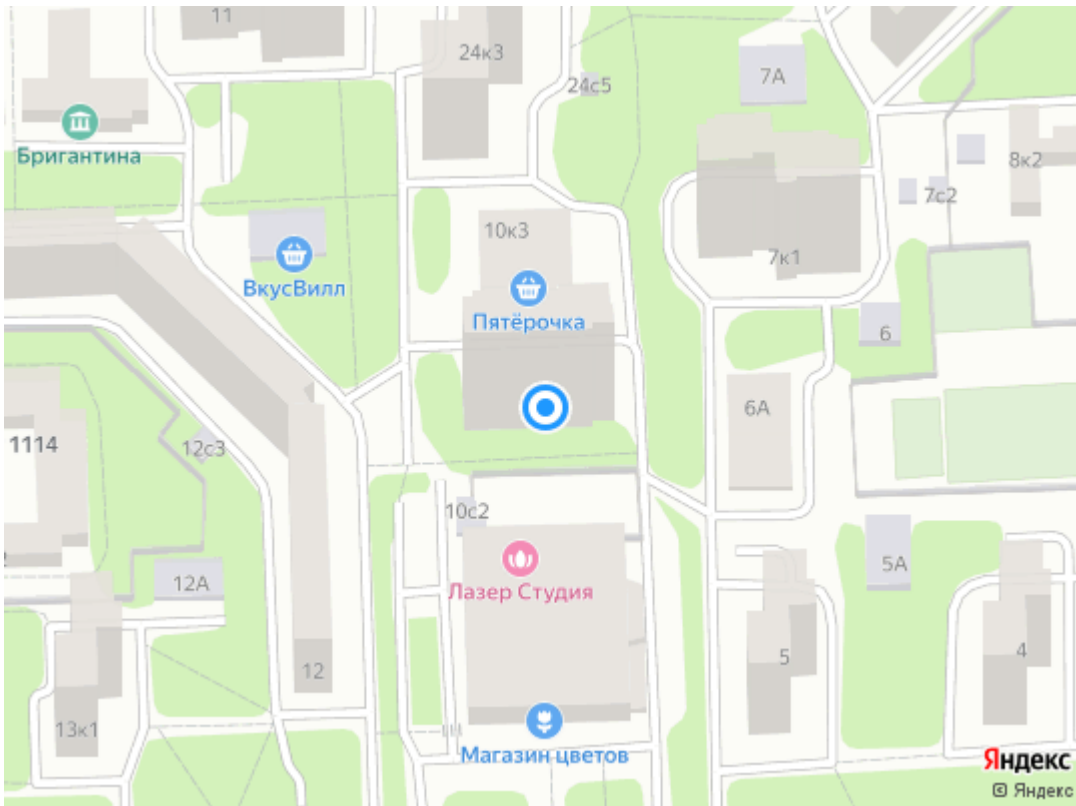 11
24к3
24с5
7А
Бригантина
8к2
7с2
10к3
7к1
ВкусВилл
Пятёрочка
6
6А
1114
12с3
10с2
5А
12А
Лазер Студия
12
5
4
13к1
Магазин цветов
Яндекс
© Яндекс